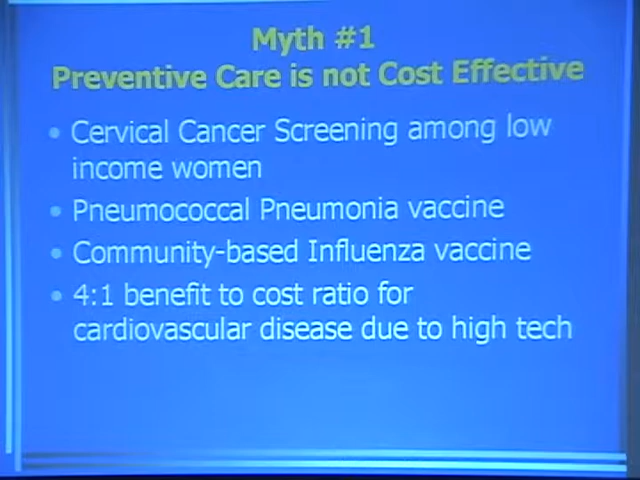 Myth #1
Preventive Care is not Cost Effective
• Cervical Cancer Screening among low
income women
• Pneumococcal Pneumonia vaccine
• Community-based Influenza vaccine
• 4:1 benefit to cost ratio for
cardiovascular disease due to high tech